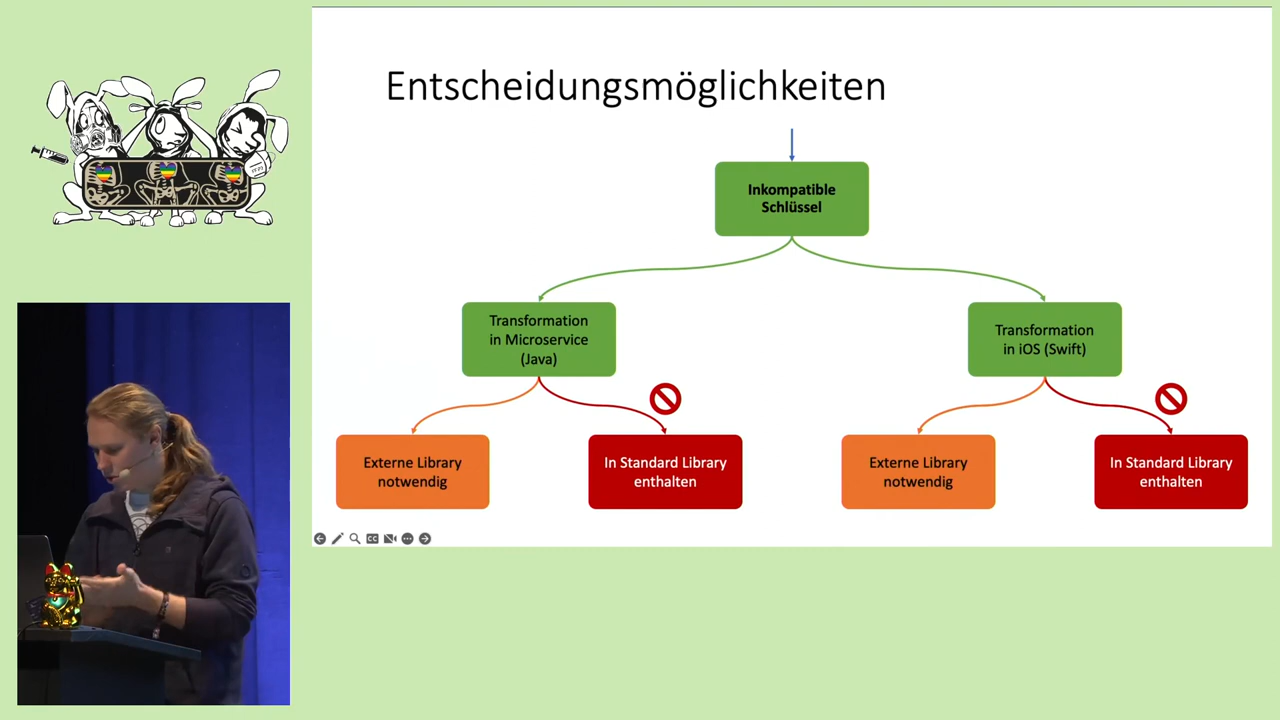 Entscheidungsmöglichkeiten
Inkompatible
Schlüssel
Transformation
in Microservice
(Java)
Transformation
in iOS (Swift)
Externe Library
notwendig
In Standard Library
enthalten
Externe Library
notwendig
In Standard Library
enthalten
CC